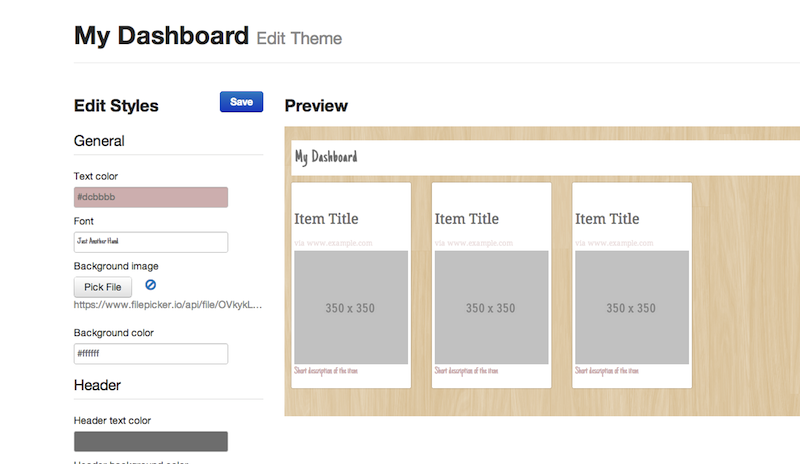 My Dashboard Edit Theme
Edit Styles
Save
General
Text color
#dcbbbb
Font
Just Another Hand
Background image
Pick File
https://www.filepicker.io/api/file/OVkykL...
Background color
#ffffff
Header
Header text color
Header background color
Preview
My Dashboard
Item Title
via www.example.com
350 x 350
Short description of the item
Item Title
via www.example.com
350 x 350
Short description of the item
Item Title
via www.example.com
350 x 350
Short description of the item